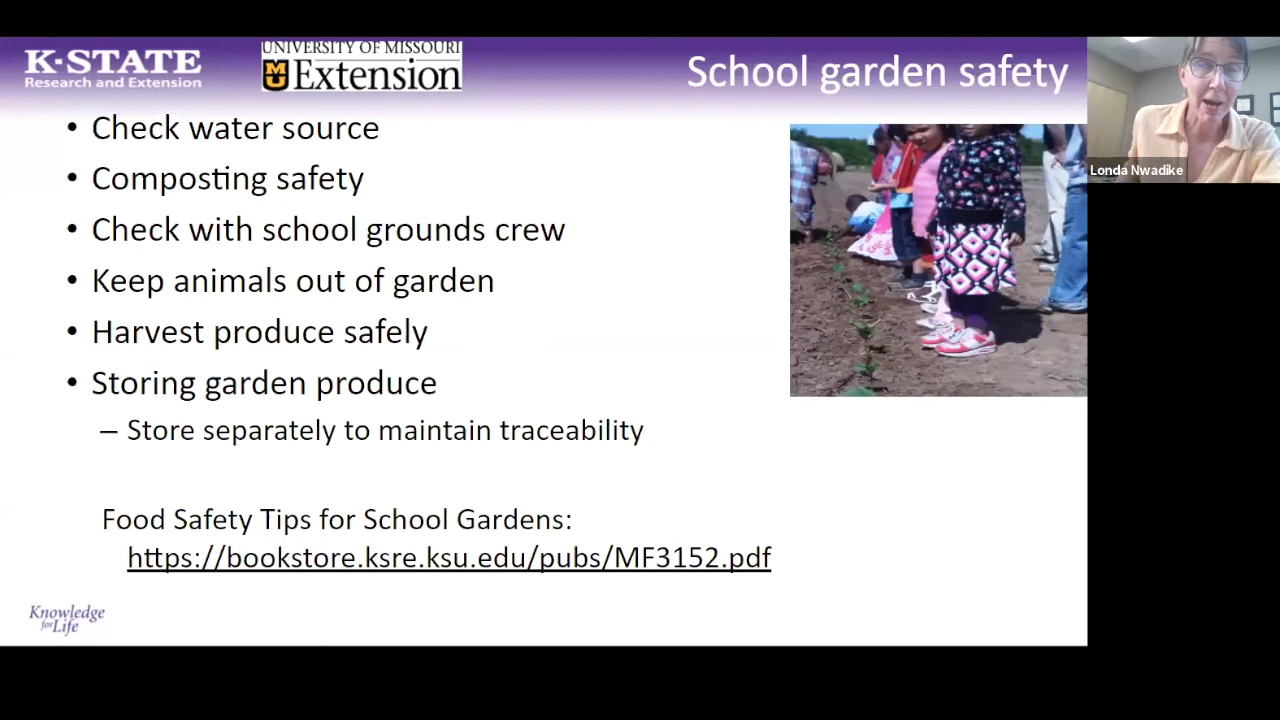 K-STATE
Research and Extension
UNIVERSITY OF MISSOURI
MU
Extension
School garden safety
• Check water source
• Composting safety
• Check with school grounds crew
• Keep animals out of garden
• Harvest produce safely
• Storing garden produce
– Store separately to maintain traceability
Food Safety Tips for School Gardens:
https://bookstore.ksre.ksu.edu/pubs/MF3152.pdf
Knowledge
for Life
Londa Nwadike